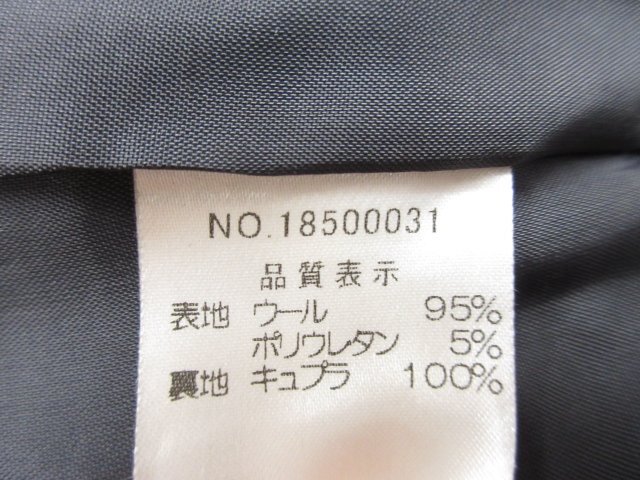 NO.18500031
品質表示
表地 ウール 95%
ポリウレタン 5%
裏地 キュプラ 100%